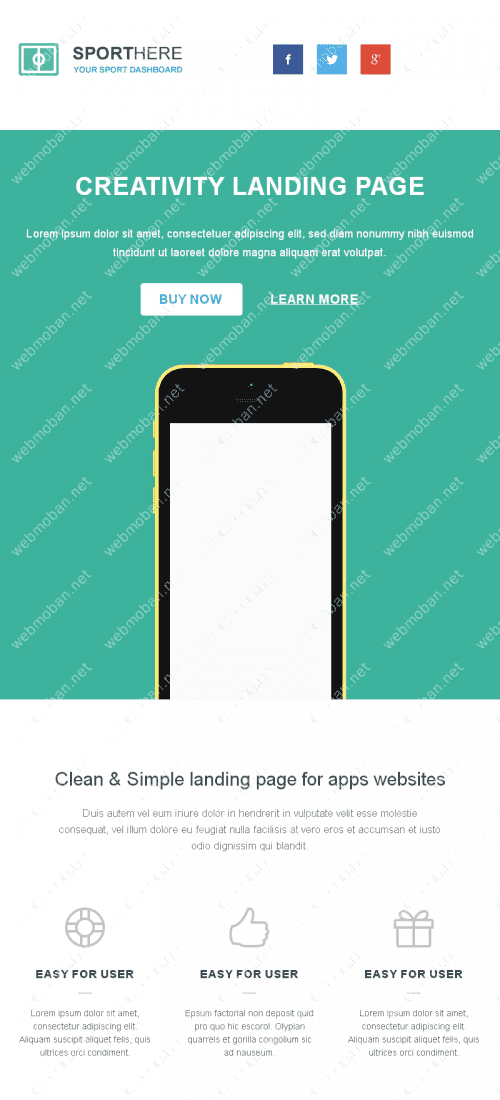 SPORTHERE
YOUR SPORT DASHBOARD
f
g+
CREATIVITY LANDING PAGE
Lorem ipsum dolor sit amet, consectetuer adipiscing elit, sed diam nonummy nibh euismod
tincidunt ut laoreet dolore magna aliquam erat volutpat.
BUY NOW
LEARN MORE
webmoban.net
Clean & Simple landing page for apps websites
Duis autem vel eum iriure dolor in hendrerit in vulputate velit esse molestie
consequat, vel illum dolore eu feugiat nulla facilisis at vero eros et accumsan et iusto
odio dignissim qui blandit.
EASY FOR USER
Lorem ipsum dolor sit amet,
consectetur adipiscing elit.
Aliquam suscipit aliquet felis, quis
ultrices orci condiment.
EASY FOR USER
Epsum factorial non deposit quid
pro quo hic escorol. Olypian
quarrels et gorilla congolium sic
ad nauseum.
EASY FOR USER
Lorem ipsum dolor sit amet,
consectetur adipiscing elit.
Aliquam suscipit aliquet felis, quis
ultrices orci condiment.